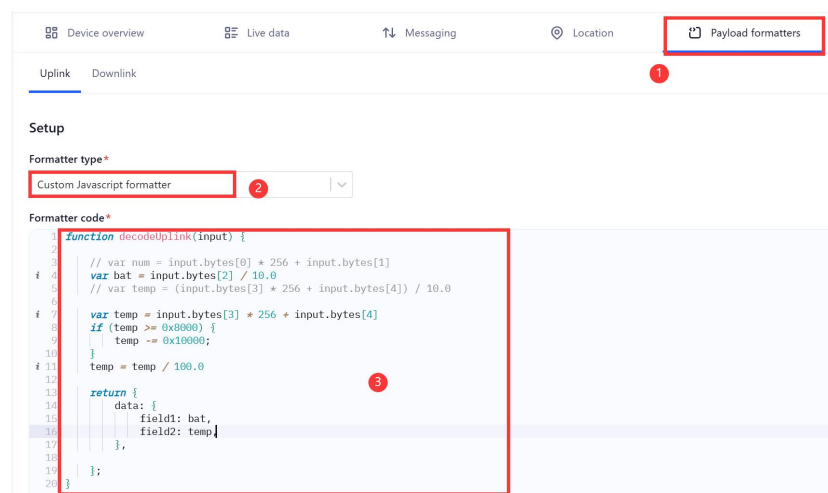 Device overview Live data Messaging Location Payload formatters
1
Uplink Downlink
Setup
Formatter type*
Custom Javascript formatter
2
Formatter code*
1 function decodeUplink(input) {
2
3 // var num = input.bytes[0] * 256 + input.bytes[1]
i 4 var bat = input.bytes[2] / 10.0
5 // var temp = (input.bytes[3] * 256 + input.bytes[4]) / 10.0
6
i 7 var temp = input.bytes[3] * 256 + input.bytes[4]
8 if (temp >= 0x8000) {
9 temp -= 0x10000;
10 }
i 11 temp = temp / 100.0
12
3
13 return {
14 data: {
15 field1: bat,
16 field2: temp,
17 },
18
19 };
20 }